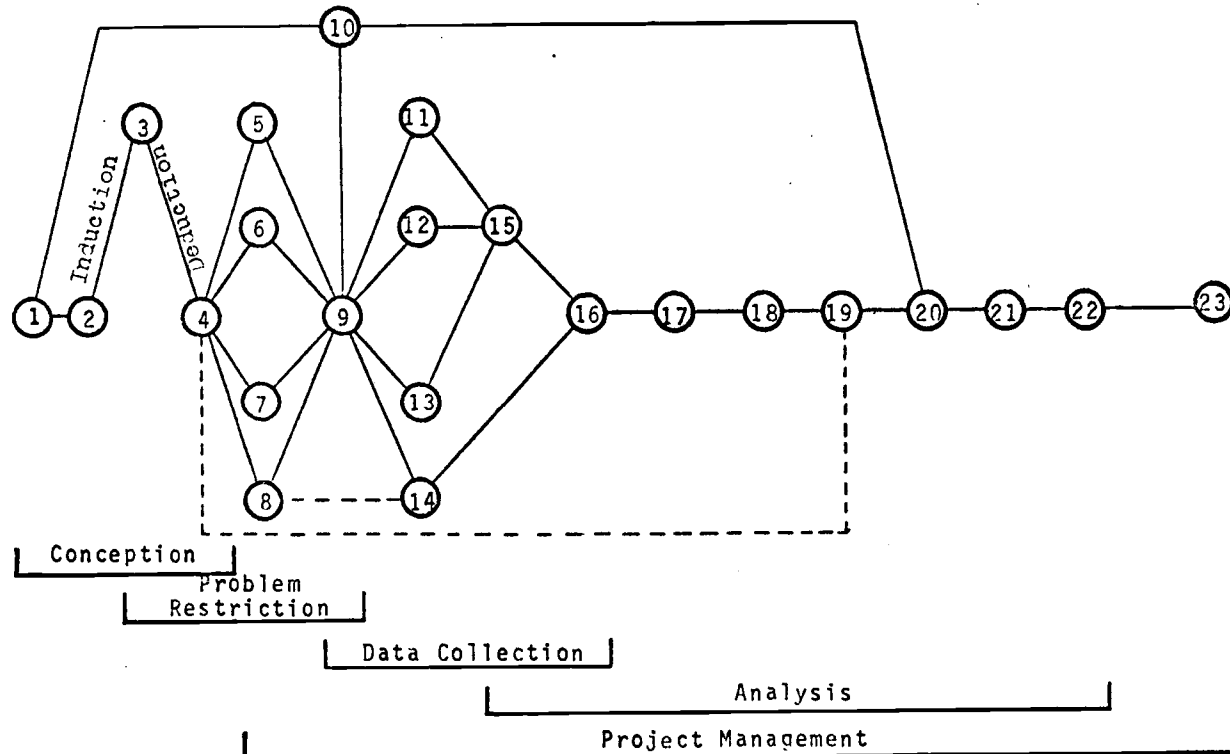 10
3 5 11
Induction
Deduction
6 12 15
1 2 4 9 16 17 18 19 20 21 22 23
7 13
8 14
Conception
Problem
Restriction
Data Collection
Analysis
Project Management